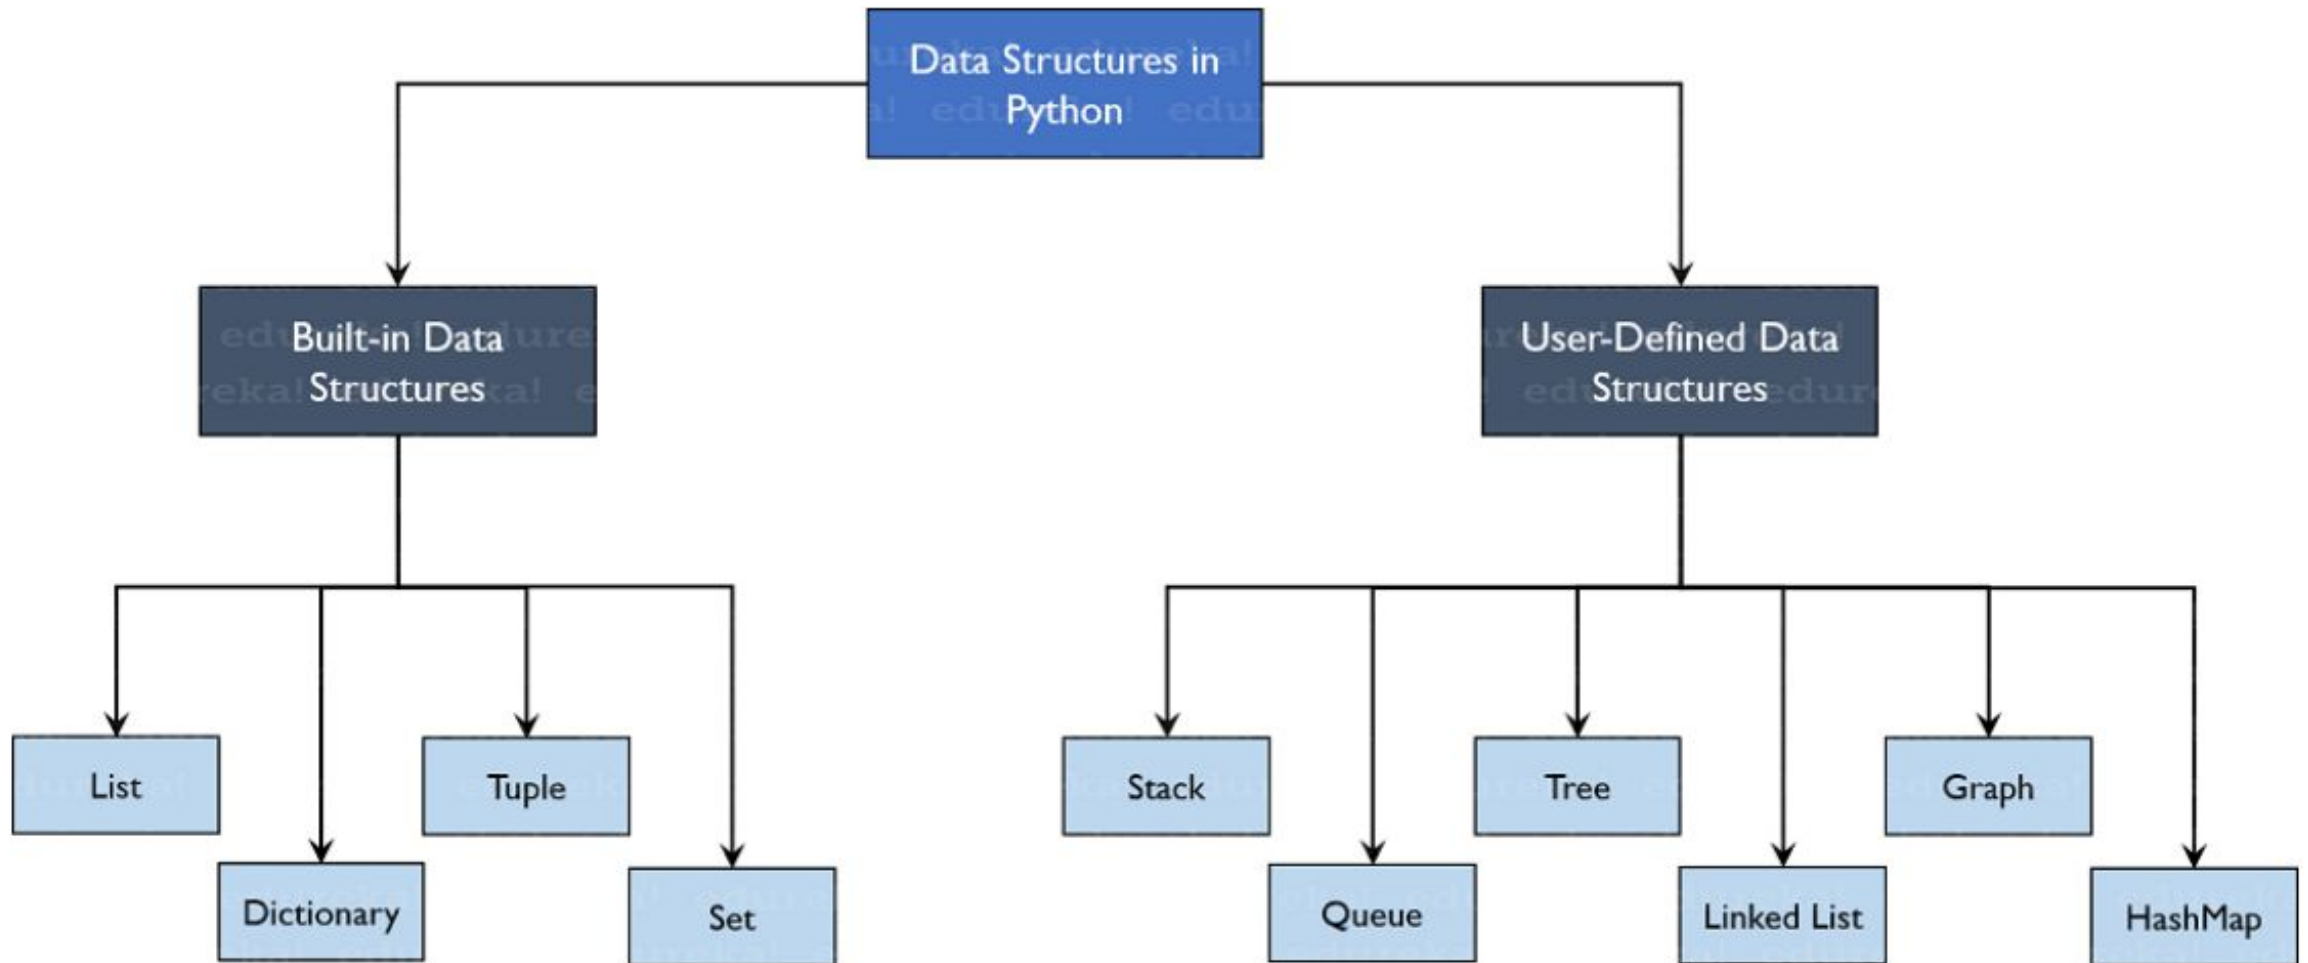 Data Structures in
Python
Built-in Data
Structures
User-Defined Data
Structures
List
Tuple
Stack
Tree
Graph
Dictionary
Set
Queue
Linked List
HashMap
edureka!